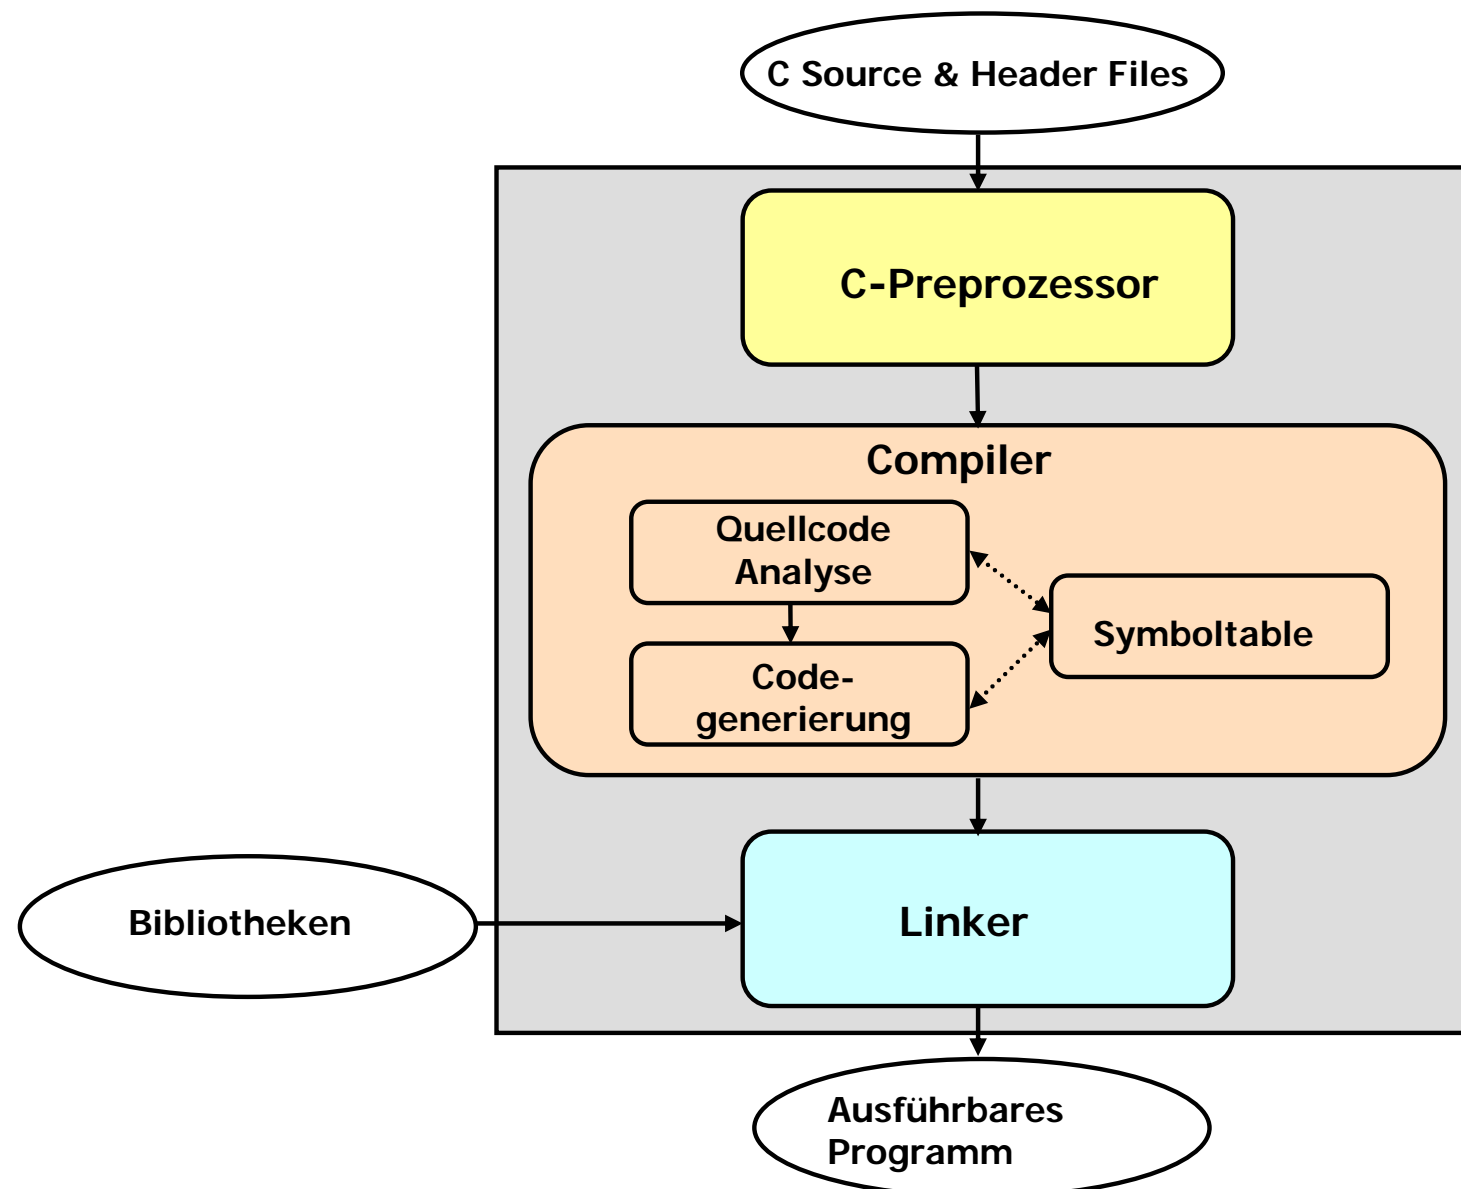 C Source & Header Files
C-Preprozessor
Compiler
Quellcode
Analyse
Symboltable
Code-
generierung
Bibliotheken
Linker
Ausführbares
Programm